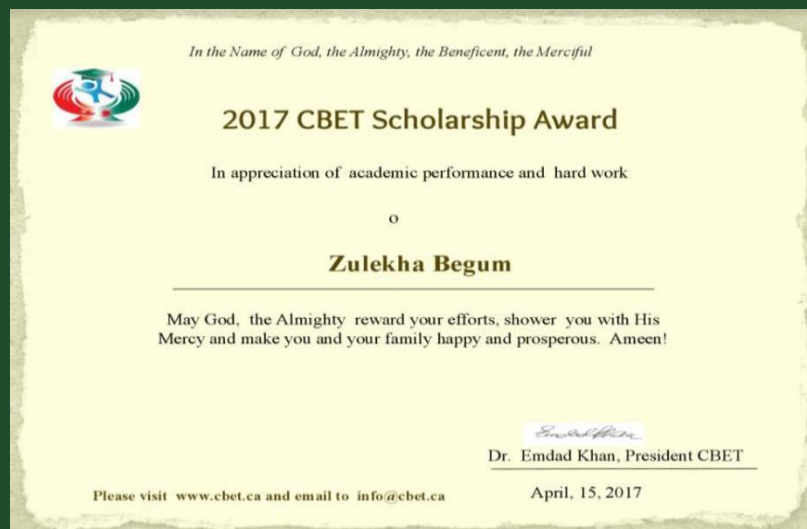 In the Name of God, the Almighty, the Beneficent, the Merciful
2017 CBET Scholarship Award
In appreciation of academic performance and hard work
o
Zulekha Begum
May God, the Almighty reward your efforts, shower you with His
Mercy and make you and your family happy and prosperous. Ameen!
Dr. Emdad Khan, President CBET
Please visit www.cbet.ca and email to info@cbet.ca
April, 15, 2017